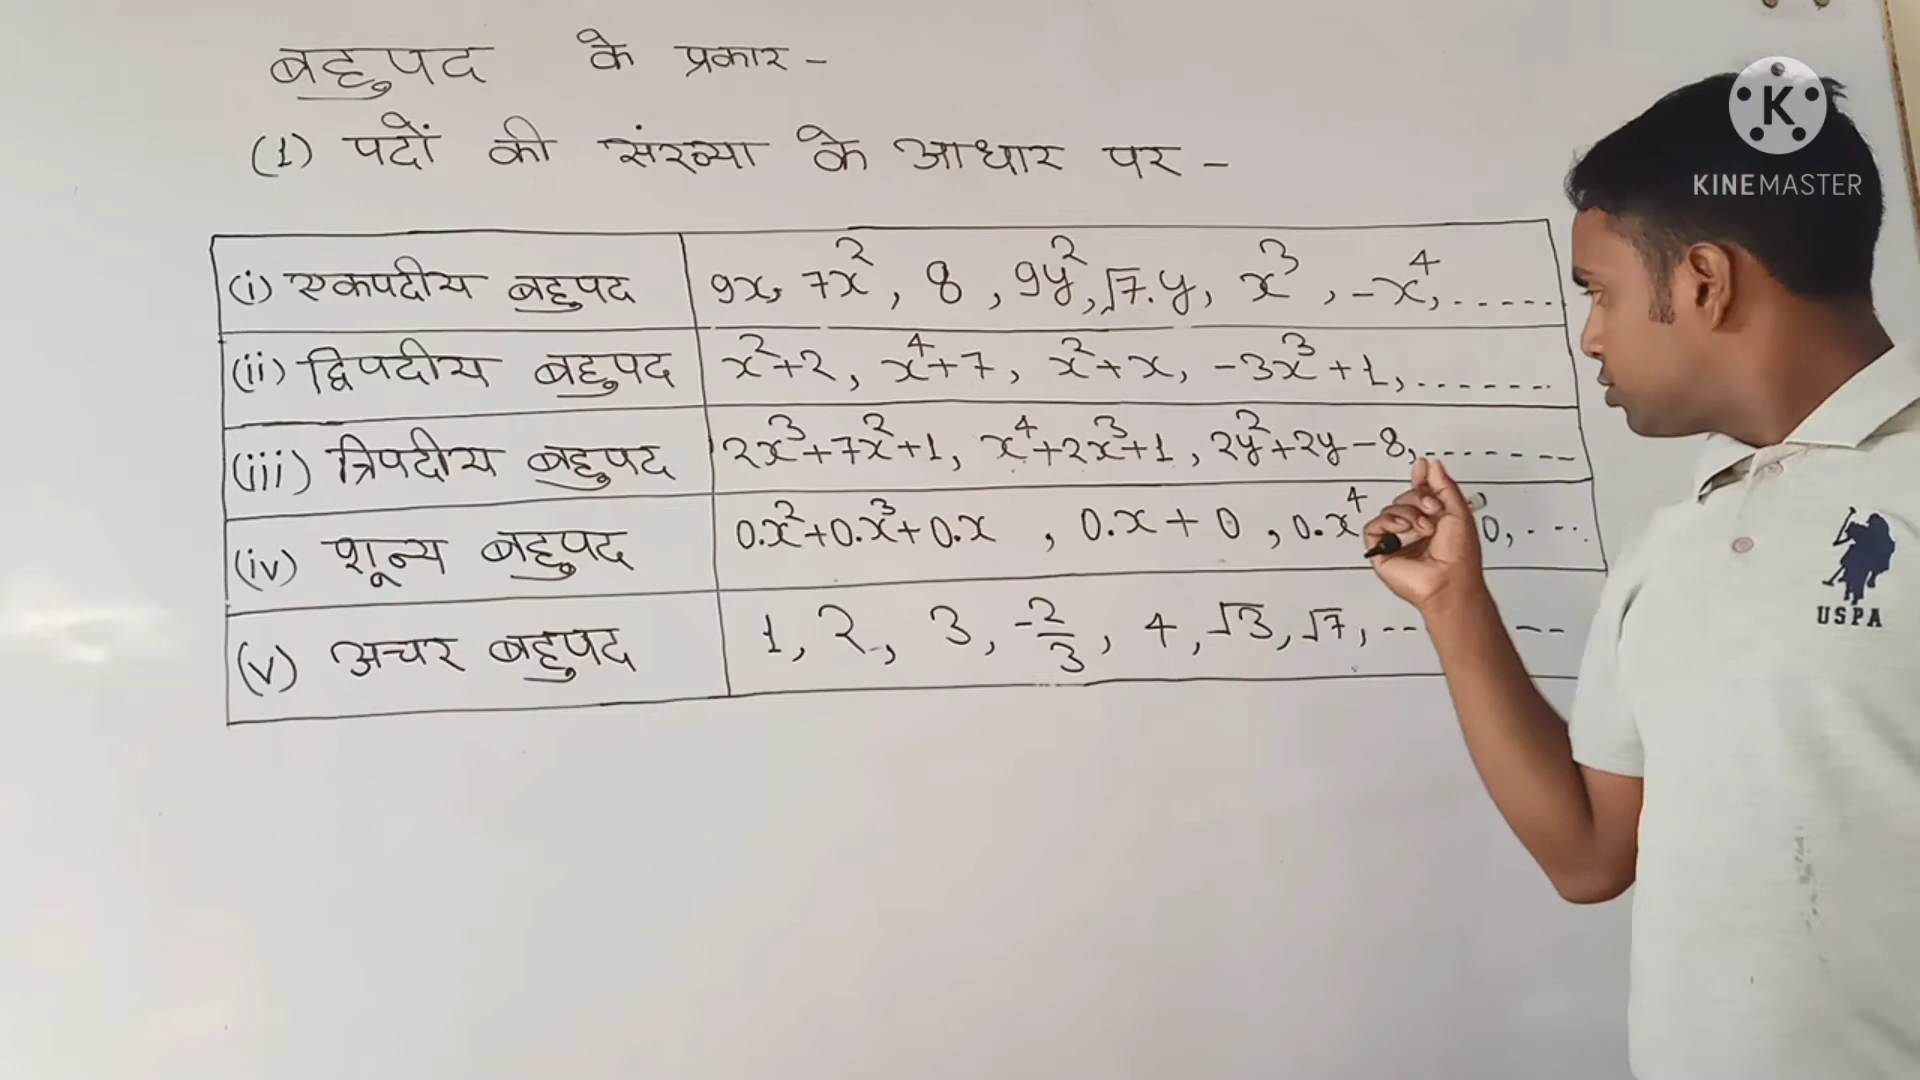 बहुपद के प्रकार -
(1) पदों की संख्या के आधार पर -
(i) एकपदीय बहुपद 9x, 7x², 8, 9y², √7.y, x³, -x⁴, ......
(ii) द्विपदीय बहुपद x²+2, x⁴+7, x²+x, -3x³+1, ......
(iii) त्रिपदीय बहुपद 2x³+7x²+1, x⁴+2x³+1, 2y²+2y-8, .......
(iv) शून्य बहुपद 0.x²+0.x³+0.x, 0.x+0, 0.x⁴ 0, ...
(v) अचर बहुपद 1, 2, 3, -2/3, 4, √3, √7, -- --
K
KINEMASTER
USPA